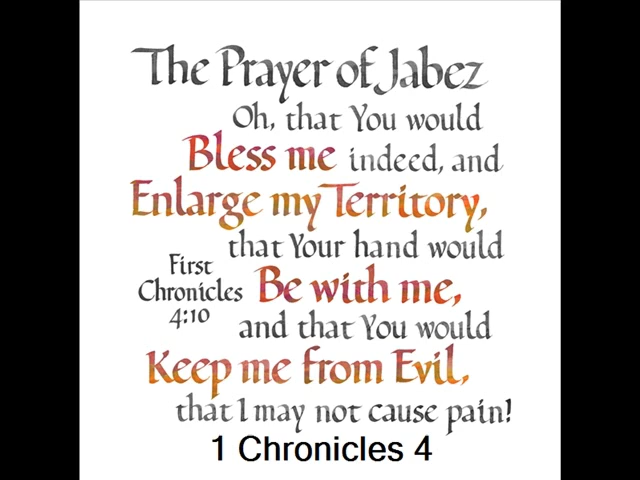 The Prayer of Jabez
Oh, that You would
Bless me indeed, and
Enlarge my Territory,
that Your hand would
First
Chronicles
4:10
Be with me,
and that You would
Keep me from Evil,
that I may not cause pain!
1 Chronicles 4